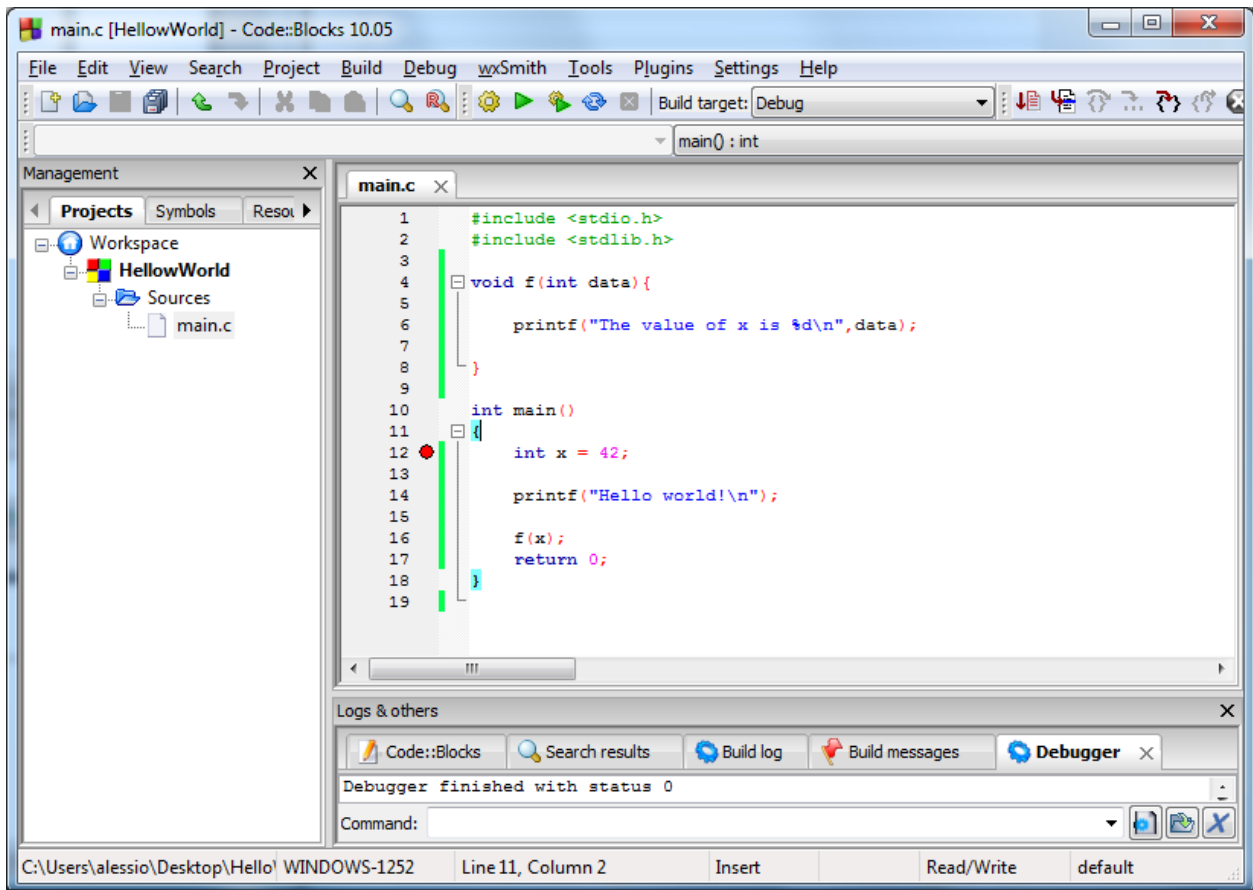 main.c [HellowWorld] - Code::Blocks 10.05
File Edit View Search Project Build Debug wxSmith Tools Plugins Settings Help
Build target: Debug
main() : int
Management
Projects Symbols Resou
Workspace
HellowWorld
Sources
main.c
main.c
1 #include <stdio.h>
2 #include <stdlib.h>
3
4 void f(int data){
5
6 printf("The value of x is %d\n",data);
7
8 }
9
10 int main()
11 {
12 int x = 42;
13
14 printf("Hello world!\n");
15
16 f(x);
17 return 0;
18 }
19
Logs & others
Code::Blocks Search results Build log Build messages Debugger
Debugger finished with status 0
Command:
C:\Users\alessio\Desktop\Hello\ WINDOWS-1252 Line 11, Column 2 Insert Read/Write default